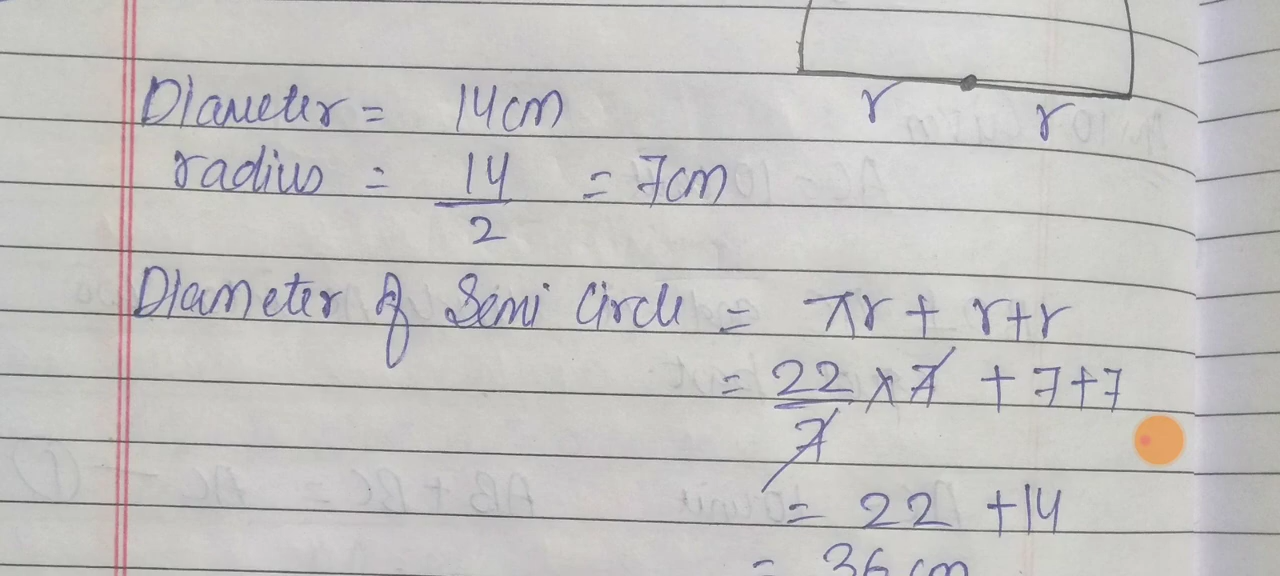 r r
Diameter = 14cm
radius = 14/2 = 7cm
Diameter of Semi Circle = πr + r+r
= 22/7 × 7 + 7+7
= 22 +14
= 36 cm